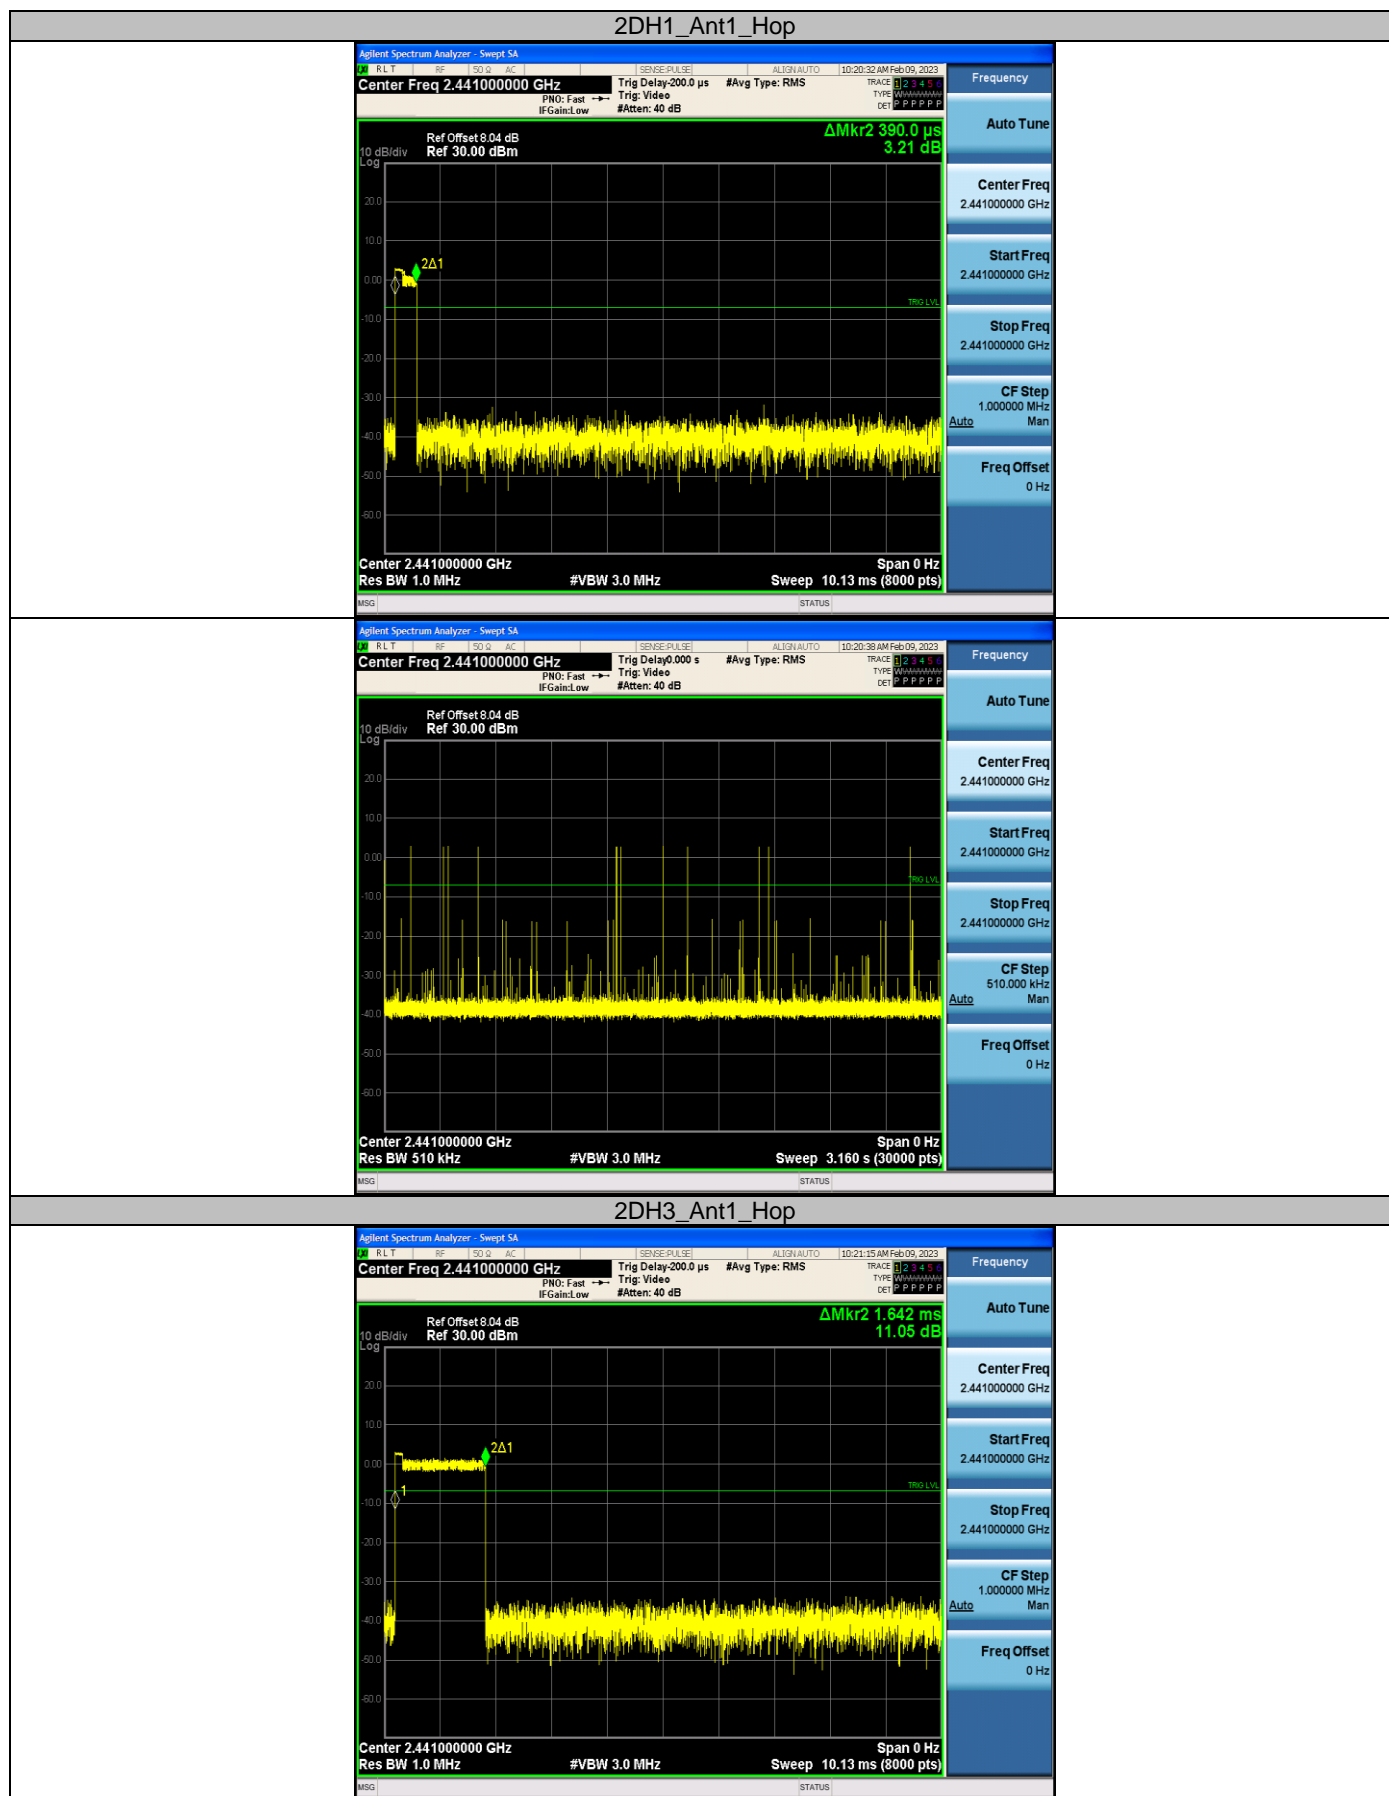 2DH1_Ant1_Hop
Agilent Spectrum Analyzer - Swept SA
RLT RF 50 Ω AC SENSE:PULSE ALIGN AUTO 10:20:32 AM Feb 09, 2023
Center Freq 2.441000000 GHz
PNO: Fast
IFGain:Low
Trig Delay-200.0 µs
Trig: Video
#Atten: 40 dB
#Avg Type: RMS
TRACE 1 2 3 4 5 6
TYPE WWWWWW
DET P P P P P P
ΔMkr2 390.0 µs
3.21 dB
Ref Offset 8.04 dB
10 dB/div Ref 30.00 dBm
Log
20.0
10.0
2Δ1
0.00
TRIG LVL
-10.0
-20.0
-30.0
-40.0
-50.0
-60.0
Center 2.441000000 GHz Span 0 Hz
Res BW 1.0 MHz #VBW 3.0 MHz Sweep 10.13 ms (8000 pts)
MSG STATUS
Frequency
Auto Tune
Center Freq
2.441000000 GHz
Start Freq
2.441000000 GHz
Stop Freq
2.441000000 GHz
CF Step
1.000000 MHz
Auto Man
Freq Offset
0 Hz
Agilent Spectrum Analyzer - Swept SA
RLT RF 50 Ω AC SENSE:PULSE ALIGN AUTO 10:20:38 AM Feb 09, 2023
Center Freq 2.441000000 GHz
PNO: Fast
IFGain:Low
Trig Delay0.000 s
Trig: Video
#Atten: 40 dB
#Avg Type: RMS
TRACE 1 2 3 4 5 6
TYPE WWWWWW
DET P P P P P P
Ref Offset 8.04 dB
10 dB/div Ref 30.00 dBm
Log
20.0
10.0
0.00
TRIG LVL
-10.0
-20.0
-30.0
-40.0
-50.0
-60.0
Center 2.441000000 GHz Span 0 Hz
Res BW 510 kHz #VBW 3.0 MHz Sweep 3.160 s (30000 pts)
MSG STATUS
Frequency
Auto Tune
Center Freq
2.441000000 GHz
Start Freq
2.441000000 GHz
Stop Freq
2.441000000 GHz
CF Step
510.000 kHz
Auto Man
Freq Offset
0 Hz
2DH3_Ant1_Hop
Agilent Spectrum Analyzer - Swept SA
RLT RF 50 Ω AC SENSE:PULSE ALIGN AUTO 10:21:15 AM Feb 09, 2023
Center Freq 2.441000000 GHz
PNO: Fast
IFGain:Low
Trig Delay-200.0 µs
Trig: Video
#Atten: 40 dB
#Avg Type: RMS
TRACE 1 2 3 4 5 6
TYPE WWWWWW
DET P P P P P P
ΔMkr2 1.642 ms
11.05 dB
Ref Offset 8.04 dB
10 dB/div Ref 30.00 dBm
Log
20.0
10.0
2Δ1
0.00
TRIG LVL
1
-10.0
-20.0
-30.0
-40.0
-50.0
-60.0
Center 2.441000000 GHz Span 0 Hz
Res BW 1.0 MHz #VBW 3.0 MHz Sweep 10.13 ms (8000 pts)
MSG STATUS
Frequency
Auto Tune
Center Freq
2.441000000 GHz
Start Freq
2.441000000 GHz
Stop Freq
2.441000000 GHz
CF Step
1.000000 MHz
Auto Man
Freq Offset
0 Hz